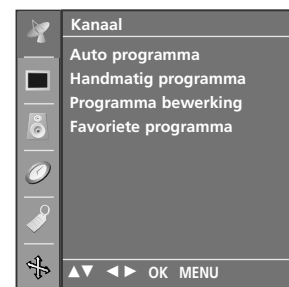 Kanaal
Auto programma
Handmatig programma
Programma bewerking
Favoriete programma
▲▼ ◄► OK MENU